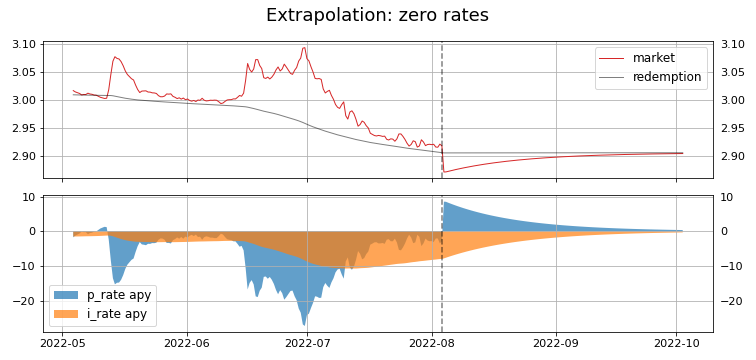 Extrapolation: zero rates
3.10 3.10
3.05 3.05
3.00 3.00
2.95 2.95
2.90 2.90
market
redemption
10 10
0 0
−10 −10
−20 −20
p_rate apy
i_rate apy
2022-05 2022-06 2022-07 2022-08 2022-09 2022-10